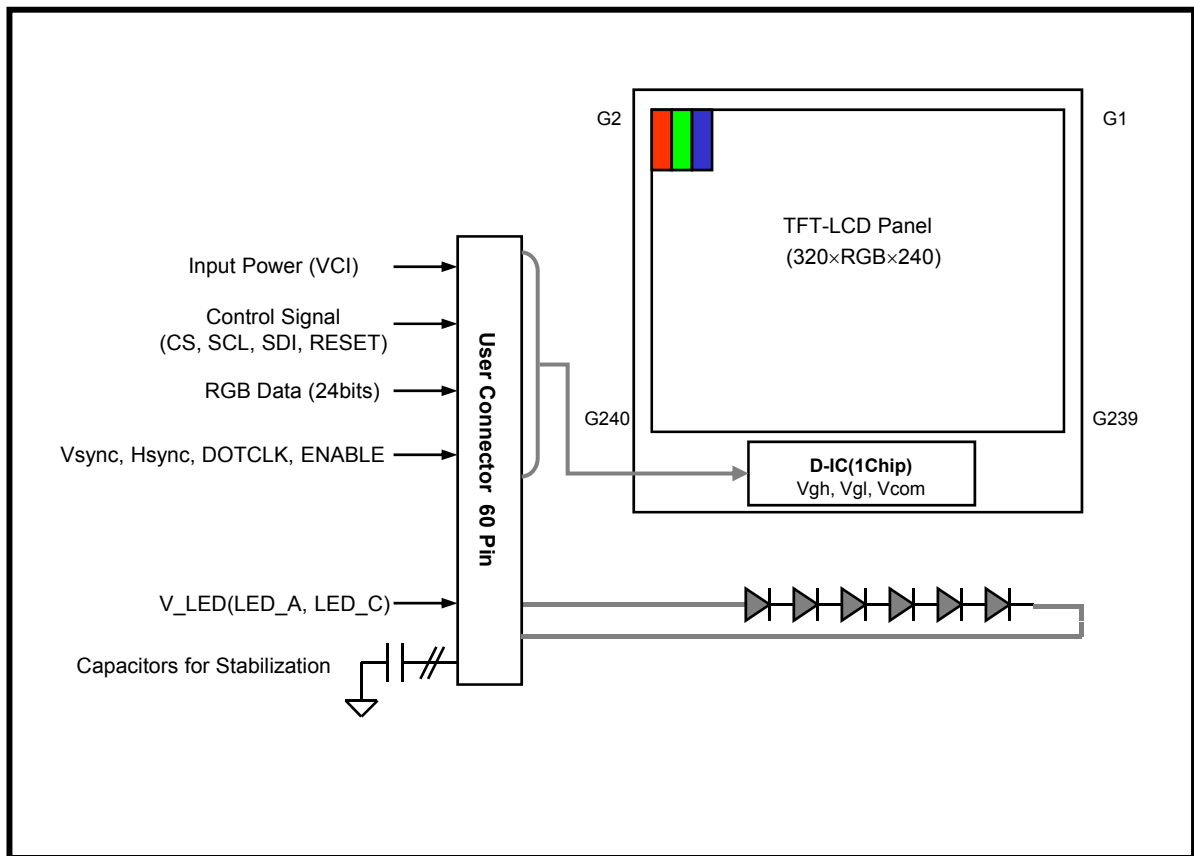 G2
G1
TFT-LCD Panel
(320×RGB×240)
Input Power (VCI)
Control Signal
(CS, SCL, SDI, RESET)
RGB Data (24bits)
Vsync, Hsync, DOTCLK, ENABLE
User Connector 60 Pin
G240
G239
D-IC(1Chip)
Vgh, Vgl, Vcom
V_LED(LED_A, LED_C)
Capacitors for Stabilization